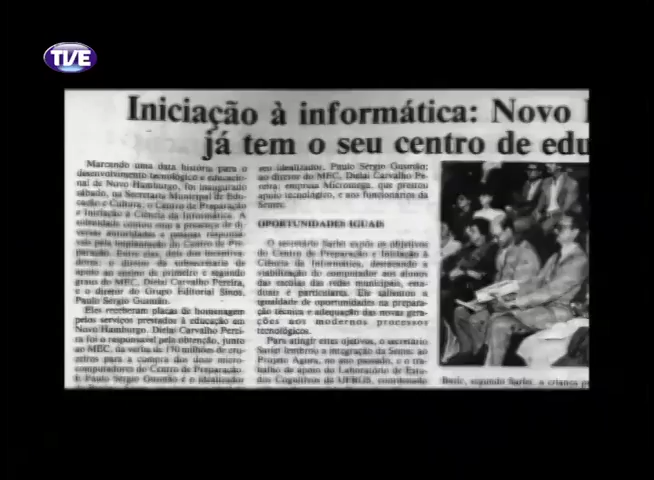 TVE
Iniciação à informática: Novo
já tem o seu centro de edu
Marcando uma data histórica para o
desenvolvimento tecnológico e educacio-
nal de Novo Hamburgo, foi inaugurado
sábado, na Secretaria Municipal de Edu-
cação e Cultura, o Centro de Preparação
e Iniciação à Ciência da Informática. A
solenidade contou com a presença de di-
versas autoridades e pessoas responsá-
veis pela implantação do Centro de Pre-
paração. Entre elas, dois dos incentiva-
dores: o diretor da subsecretaria de
apoio ao ensino de primeiro e segundo
graus do MEC, Dielai Carvalho Pereira,
e o diretor do Grupo Editorial Sinos,
Paulo Sérgio Gusmão.
Eles receberam placas de homenagem
pelos serviços prestados à educação em
Novo Hamburgo. Dielai Carvalho Perei-
ra foi o responsável pela obtenção, junto
ao MEC, da verba de 170 milhões de cru-
zeiros para a compra dos doze micro-
computadores do Centro de Preparação.
E Paulo Sérgio Gusmão é o idealizador
seu idealizador, Paulo Sérgio Gusmão;
ao diretor do MEC, Dielai Carvalho Pe-
reira; empresa Micromega, que prestou
apoio tecnológico, e aos funcionários da
Semec.
OPORTUNIDADES IGUAIS
O secretário Sarlet expôs os objetivos
do Centro de Preparação e Iniciação à
Ciência da Informática, destacando a
viabilização do computador aos alunos
das escolas das redes municipais, esta-
duais e particulares. Ele salientou a
igualdade de oportunidades na prepara-
ção técnica e adequação das novas gera-
ções aos modernos processos
tecnológicos.
Para atingir estes ojetivos, o secretário
Sarlet lembrou a integração da Semec ao
Projeto Agora, no ano passado, e o tra-
balho de apoio do Laboratório de Estu-
dos Cognitivos da UFRGS, coordenado
Basic, segundo Sarlet, a criança p